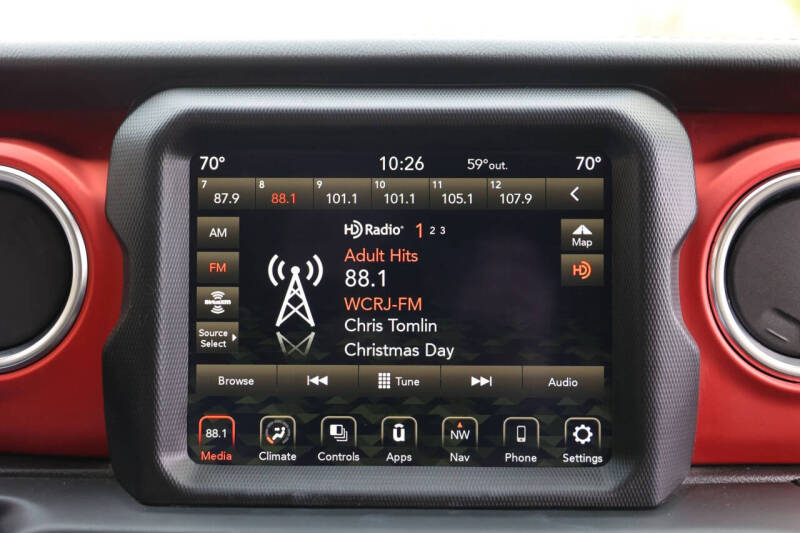 70° 10:26 59°out. 70°
7 87.9 8 88.1 9 101.1 10 101.1 11 105.1 12 107.9
AM HD Radio 1 2 3 Map
FM Adult Hits HD
88.1
SiriusXM WCRJ-FM
Source Select Chris Tomlin
Christmas Day
Browse Tune Audio
88.1 u NW
Media Climate Controls Apps Nav Phone Settings